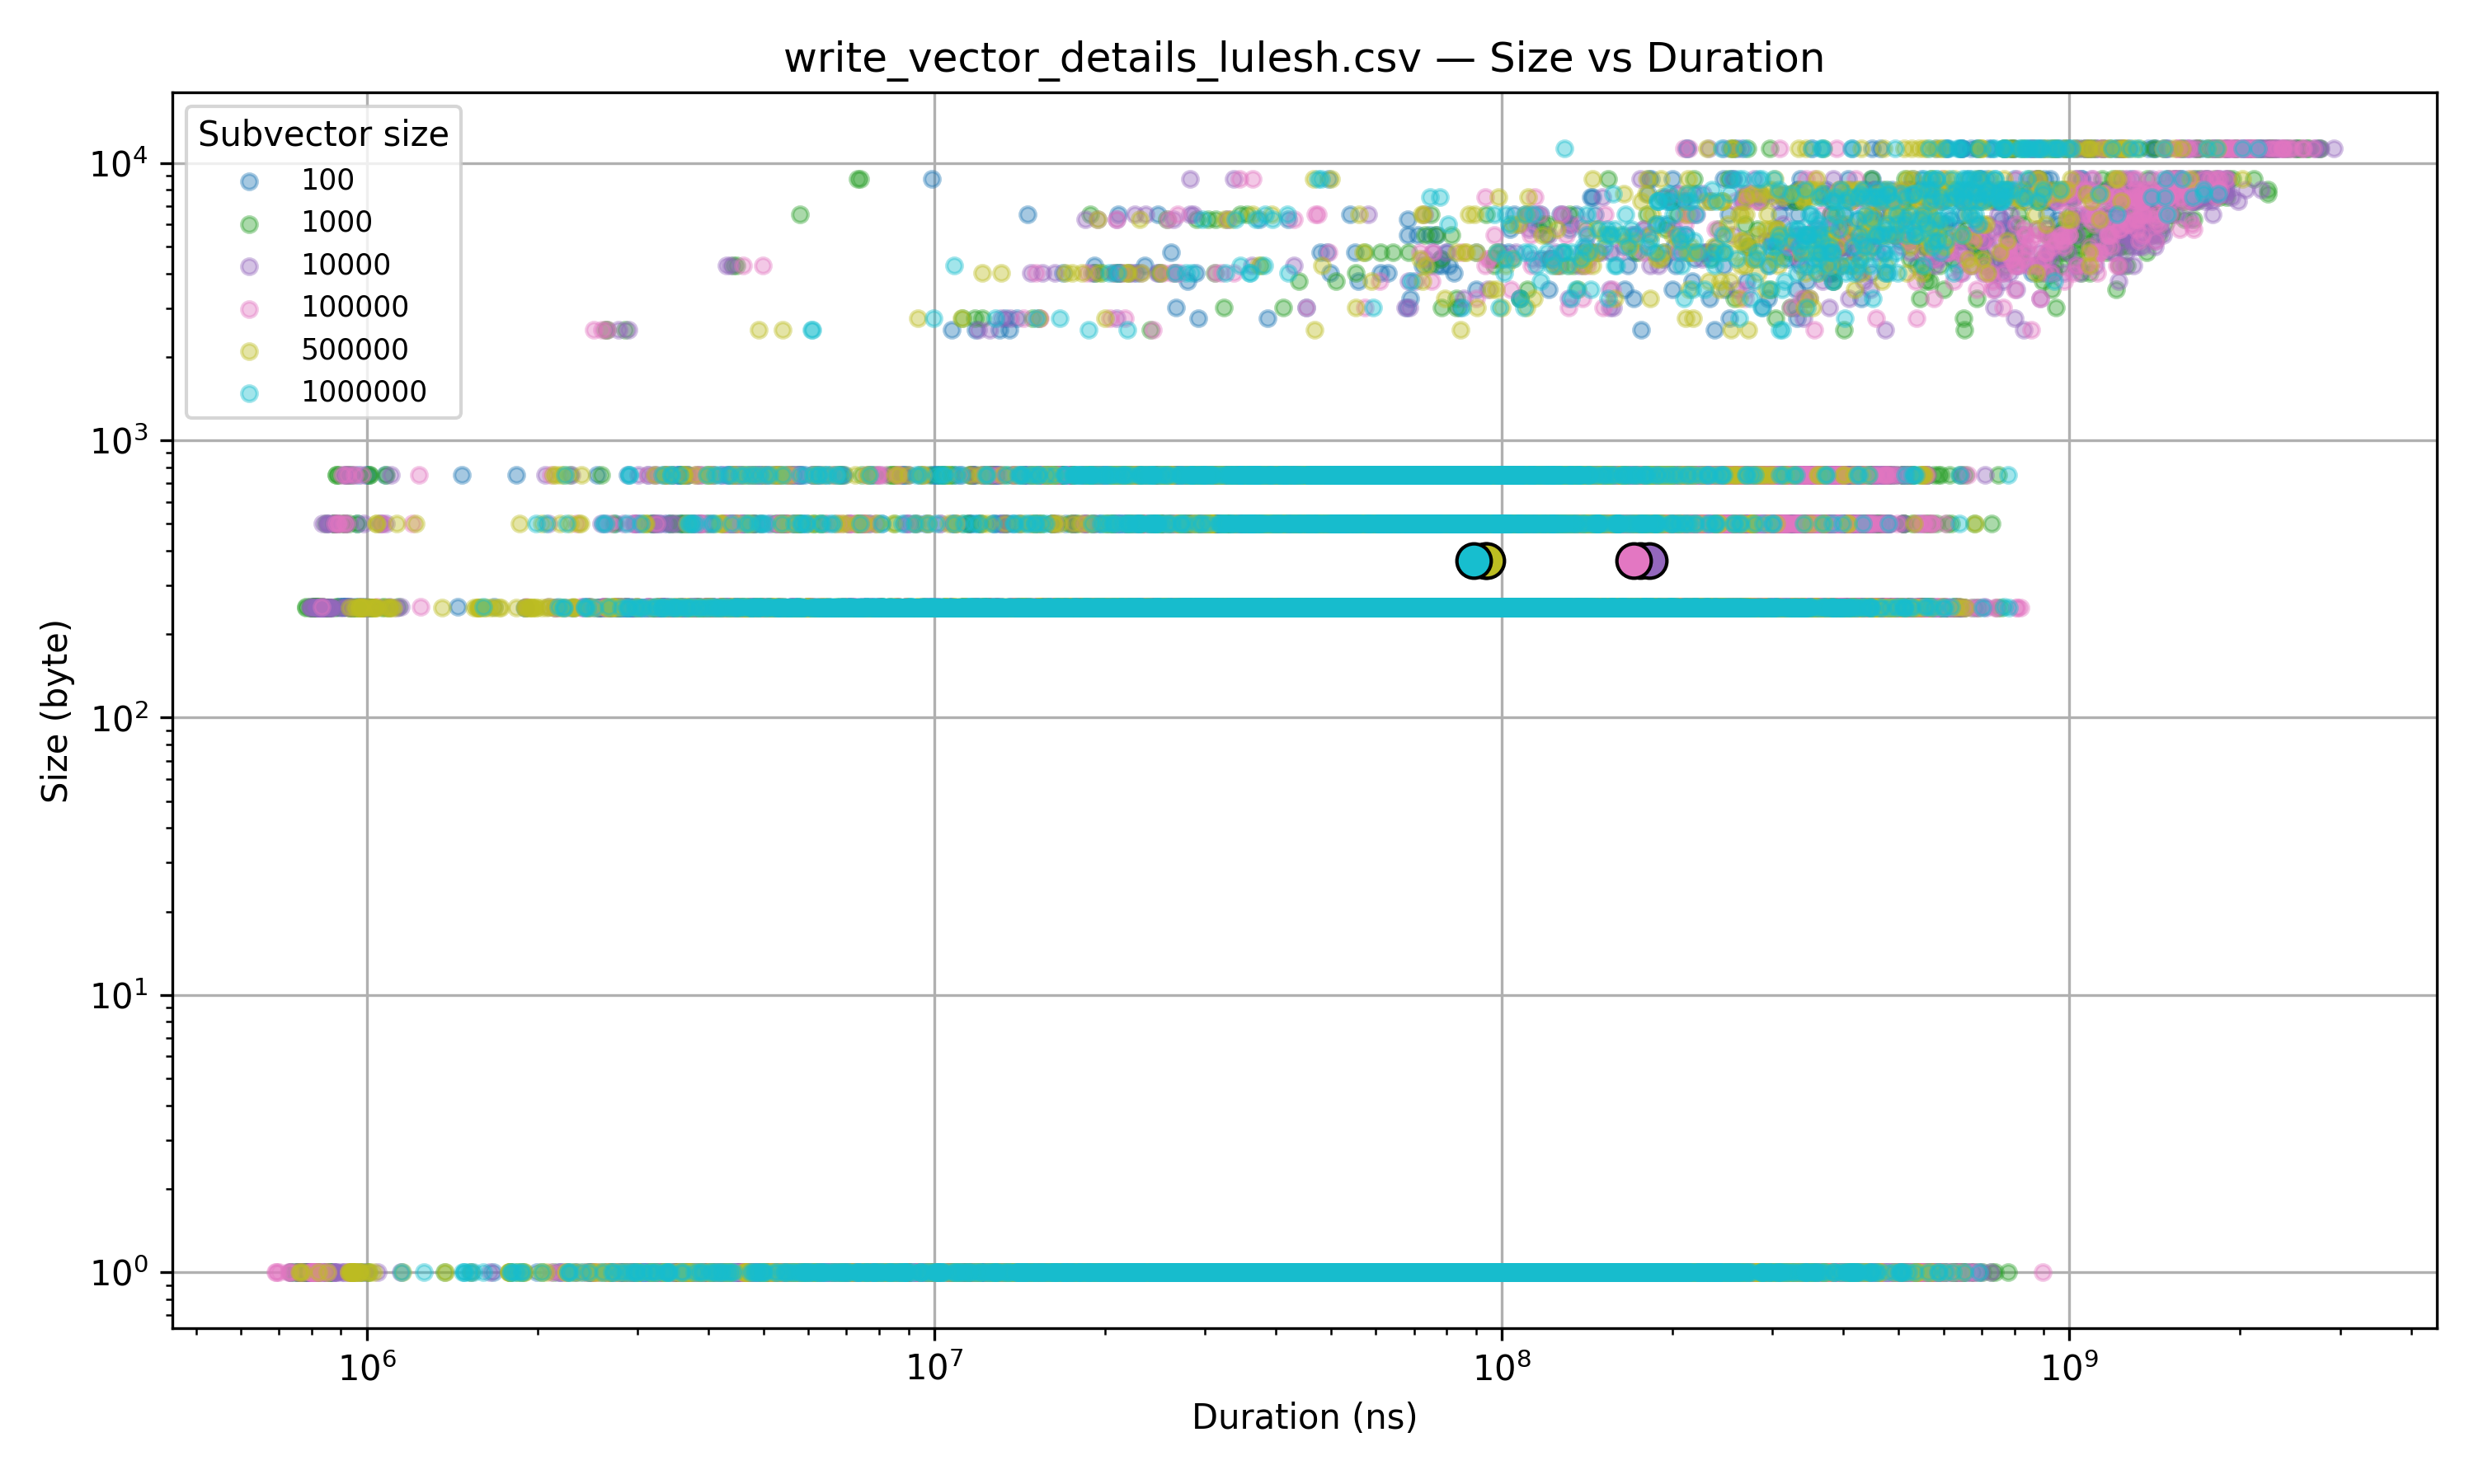 write_vector_details_lulesh.csv — Size vs Duration
Subvector size
100
1000
10000
100000
500000
1000000
Size (byte)
10⁴
10³
10²
10¹
10⁰
10⁶ 10⁷ 10⁸ 10⁹
Duration (ns)